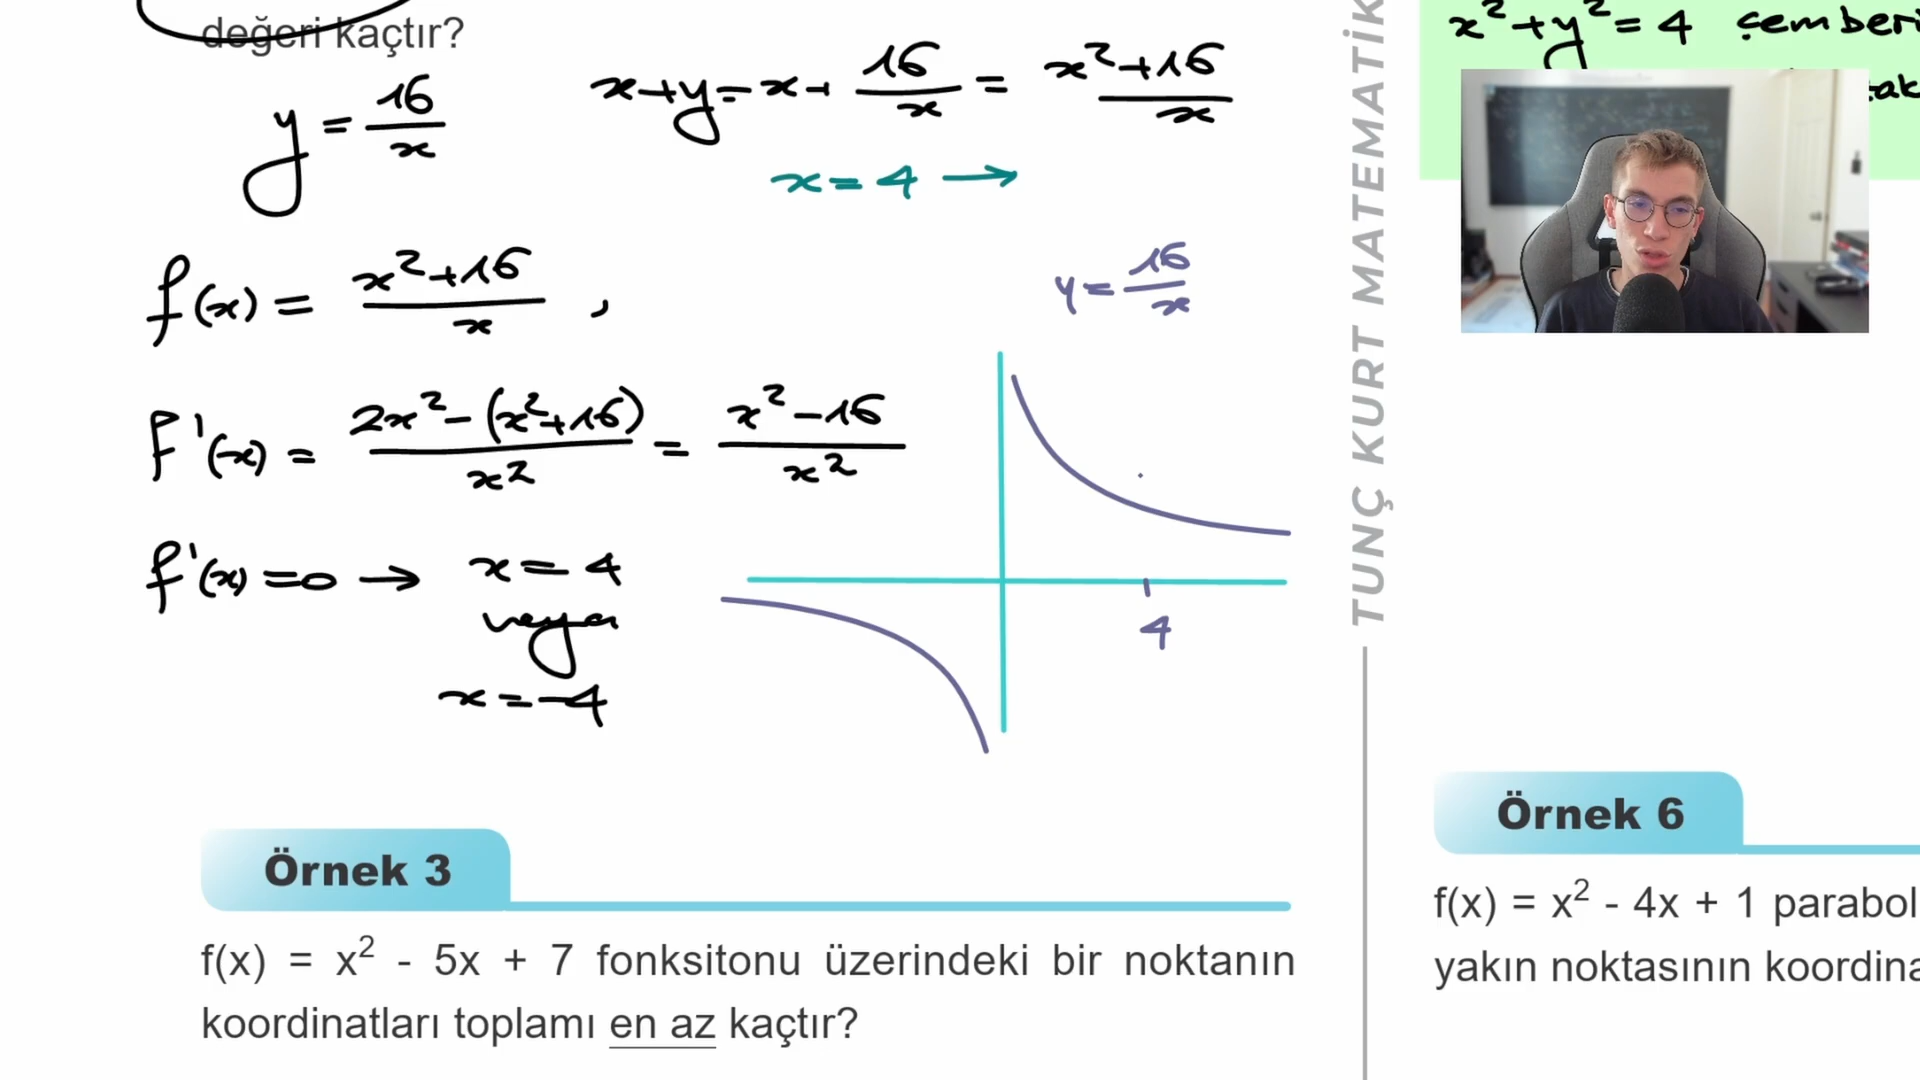 değeri kaçtır?
y = 16/x
x+y = x + 16/x = x²+16/x
x = 4 →
f(x) = x²+16/x ,
y = 16/x
f'(x) = 2x²-(x²+16)/x² = x²-16/x²
f'(x) = 0 → x = 4
veya
x = -4
4
Örnek 3
f(x) = x² - 5x + 7 fonksitonu üzerindeki bir noktanın
koordinatları toplamı en az kaçtır?
TUNÇ KURT MATEMATİK
x²+y² = 4 çemberi
Örnek 6
f(x) = x² - 4x + 1 parabol
yakın noktasının koordina